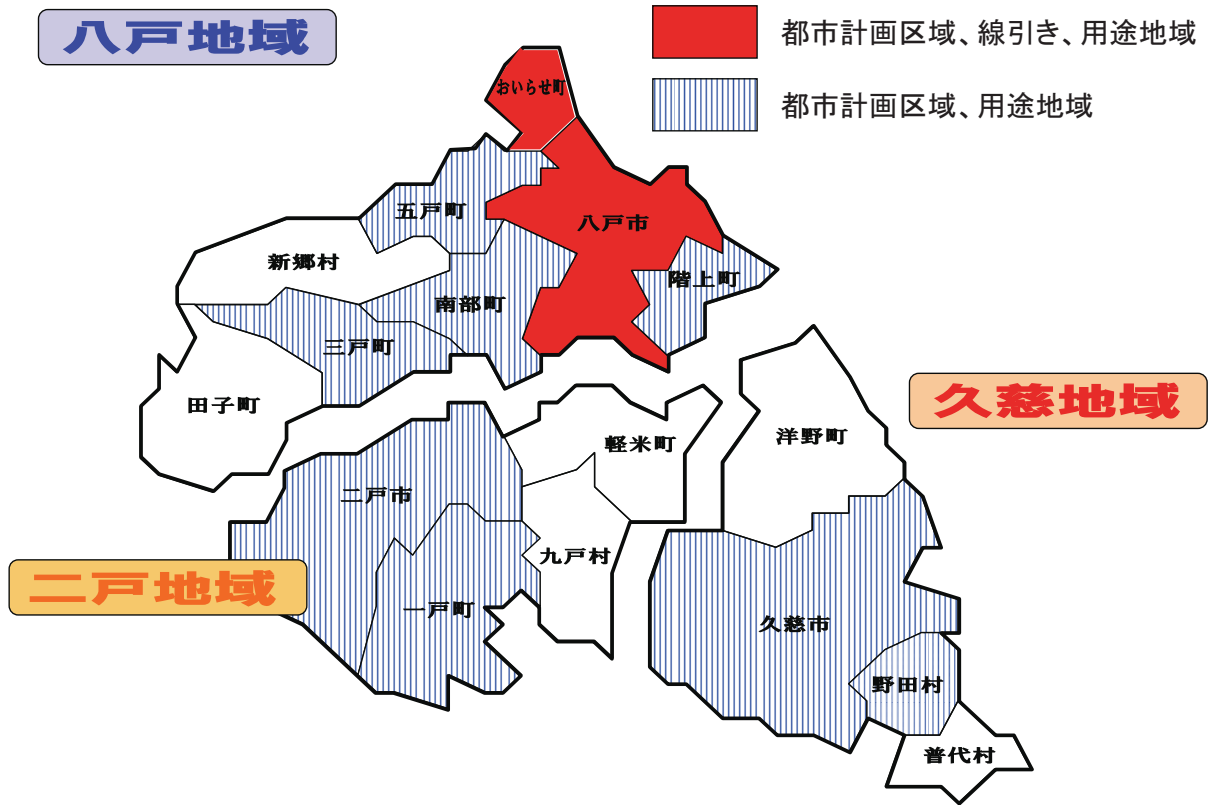 八戸地域
都市計画区域、線引き、用途地域
都市計画区域、用途地域
おいらせ町
五戸町
八戸市
新郷村
階上町
南部町
三戸町
田子町
久慈地域
軽米町
洋野町
二戸市
九戸村
二戸地域
一戸町
久慈市
野田村
普代村